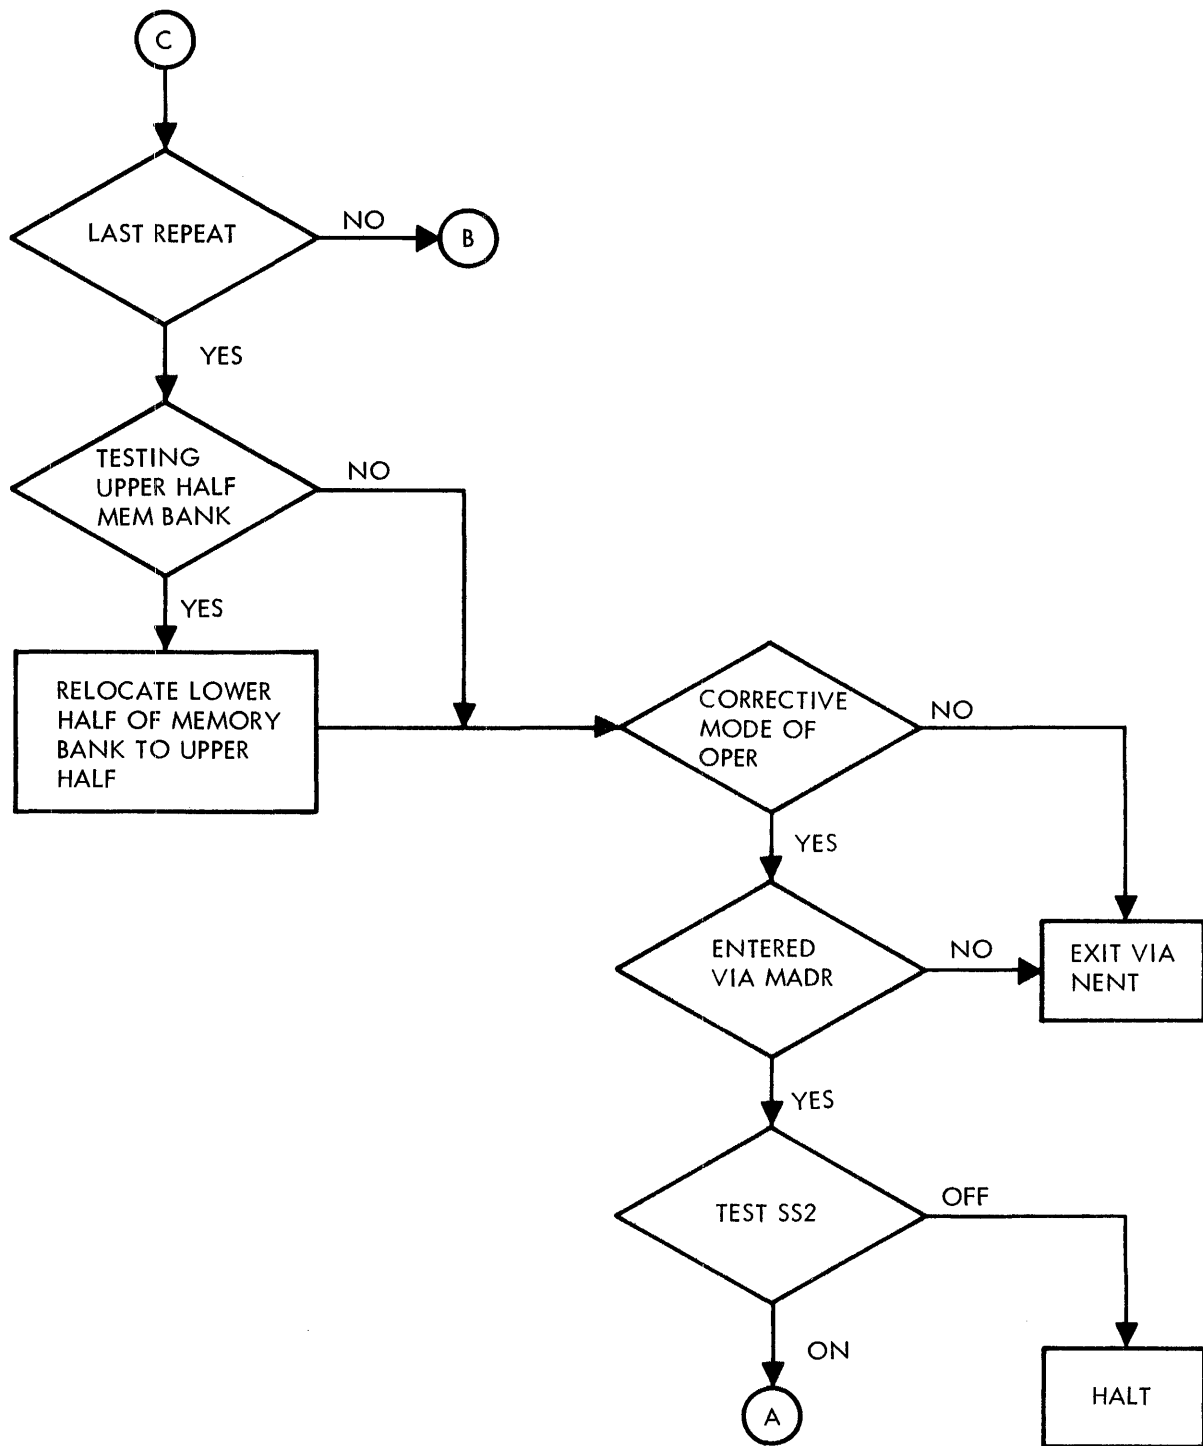 C
LAST REPEAT
NO
B
YES
TESTING
UPPER HALF
MEM BANK
NO
YES
RELOCATE LOWER
HALF OF MEMORY
BANK TO UPPER
HALF
CORRECTIVE
MODE OF
OPER
NO
YES
ENTERED
VIA MADR
NO
EXIT VIA
NENT
YES
TEST SS2
OFF
ON
HALT
A